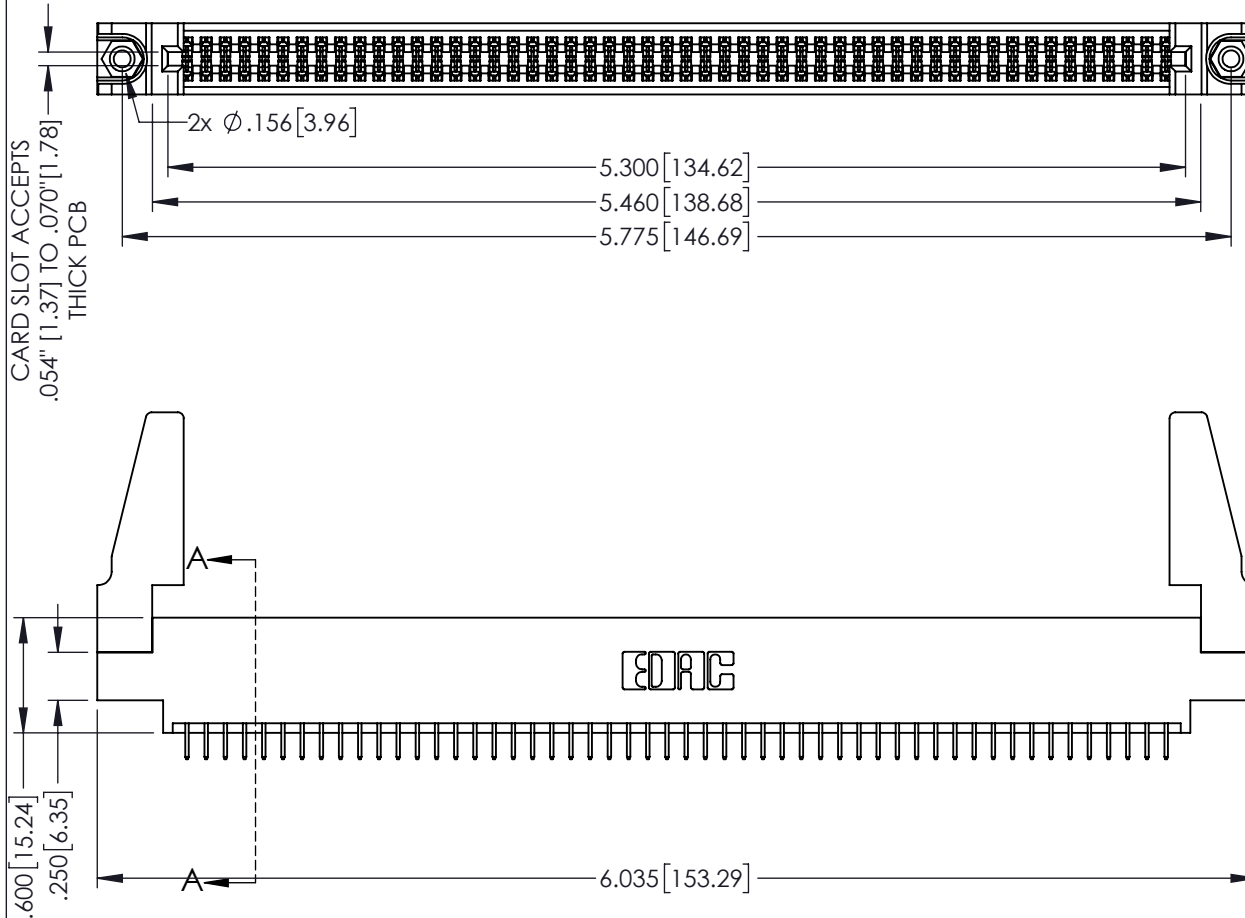 2x Ø.156[3.96]
5.300[134.62]
5.460[138.68]
5.775[146.69]
CARD SLOT ACCEPTS
.054" [1.37] TO .070"[1.78]
THICK PCB
A
EDAC
.600[15.24]
.250[6.35]
A
6.035[153.29]